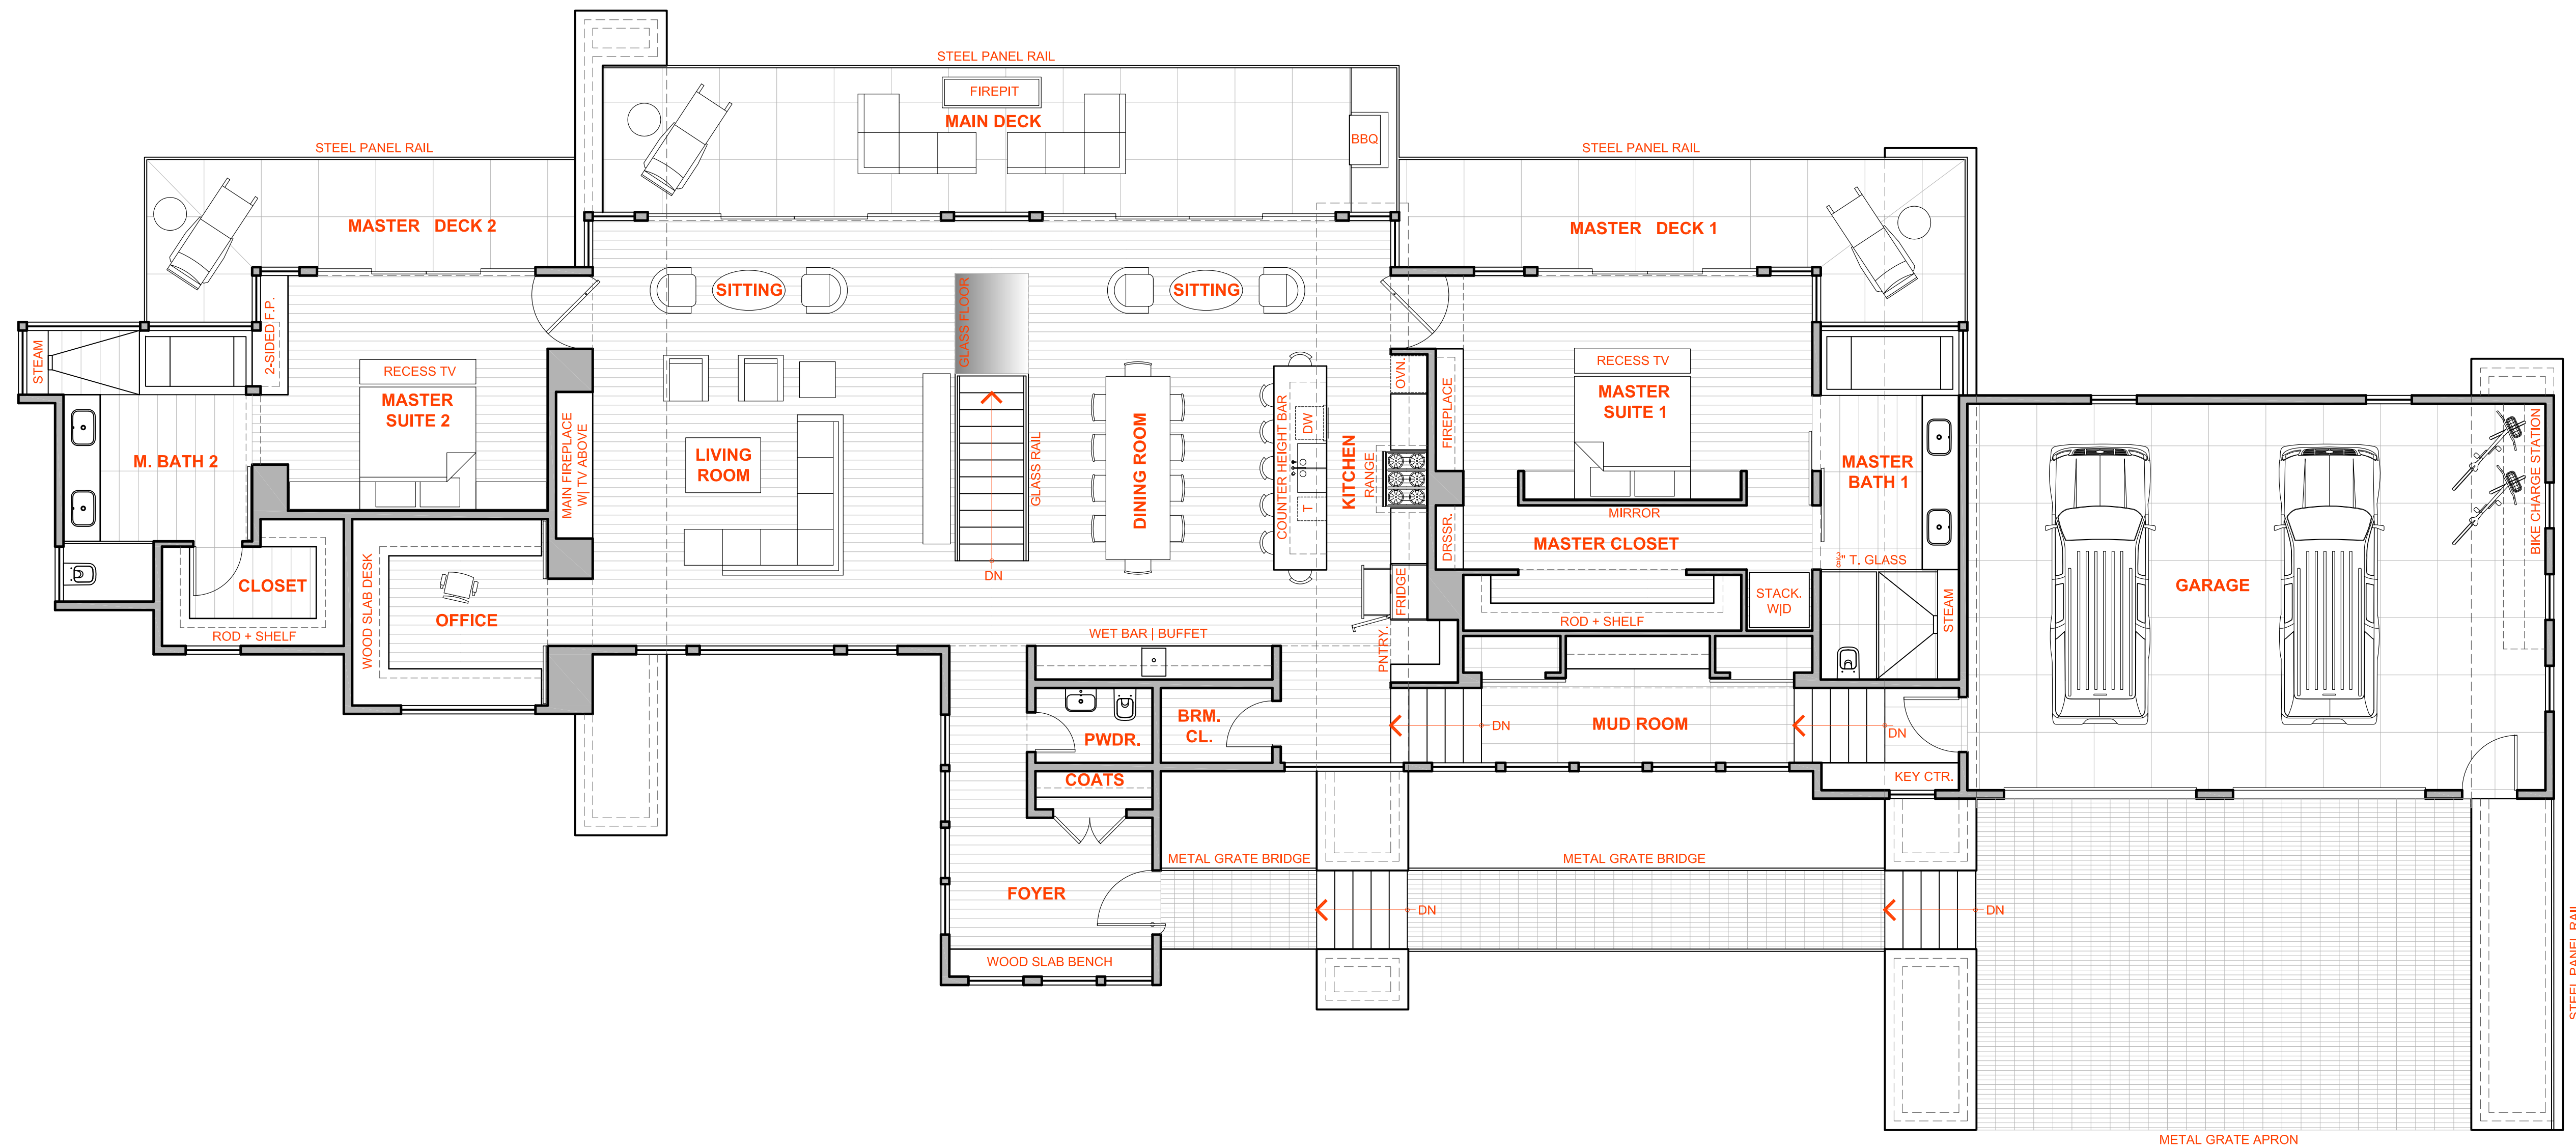 STEEL PANEL RAIL
FIREPIT
MAIN DECK
BBQ
STEEL PANEL RAIL
STEEL PANEL RAIL
MASTER DECK 2
MASTER DECK 1
SITTING
SITTING
GLASS FLOOR
2-SIDED F.P.
STEAM
RECESS TV
MASTER
SUITE 2
M. BATH 2
MAIN FIREPLACE
W| TV ABOVE
LIVING
ROOM
GLASS RAIL
DN
DINING ROOM
COUNTER HEIGHT BAR
DW
T
KITCHEN
RANGE
OVN.
FRIDGE
PNTRY.
FIREPLACE
DRSSR.
RECESS TV
MASTER
SUITE 1
MIRROR
MASTER CLOSET
MASTER
BATH 1
3/8" T. GLASS
STACK.
W|D
ROD + SHELF
STEAM
GARAGE
BIKE CHARGE STATION
CLOSET
ROD + SHELF
WOOD SLAB DESK
OFFICE
WET BAR | BUFFET
PWDR.
BRM.
CL.
COATS
DN
MUD ROOM
DN
KEY CTR.
METAL GRATE BRIDGE
METAL GRATE BRIDGE
FOYER
DN
DN
WOOD SLAB BENCH
STEEL PANEL RAIL
METAL GRATE APRON